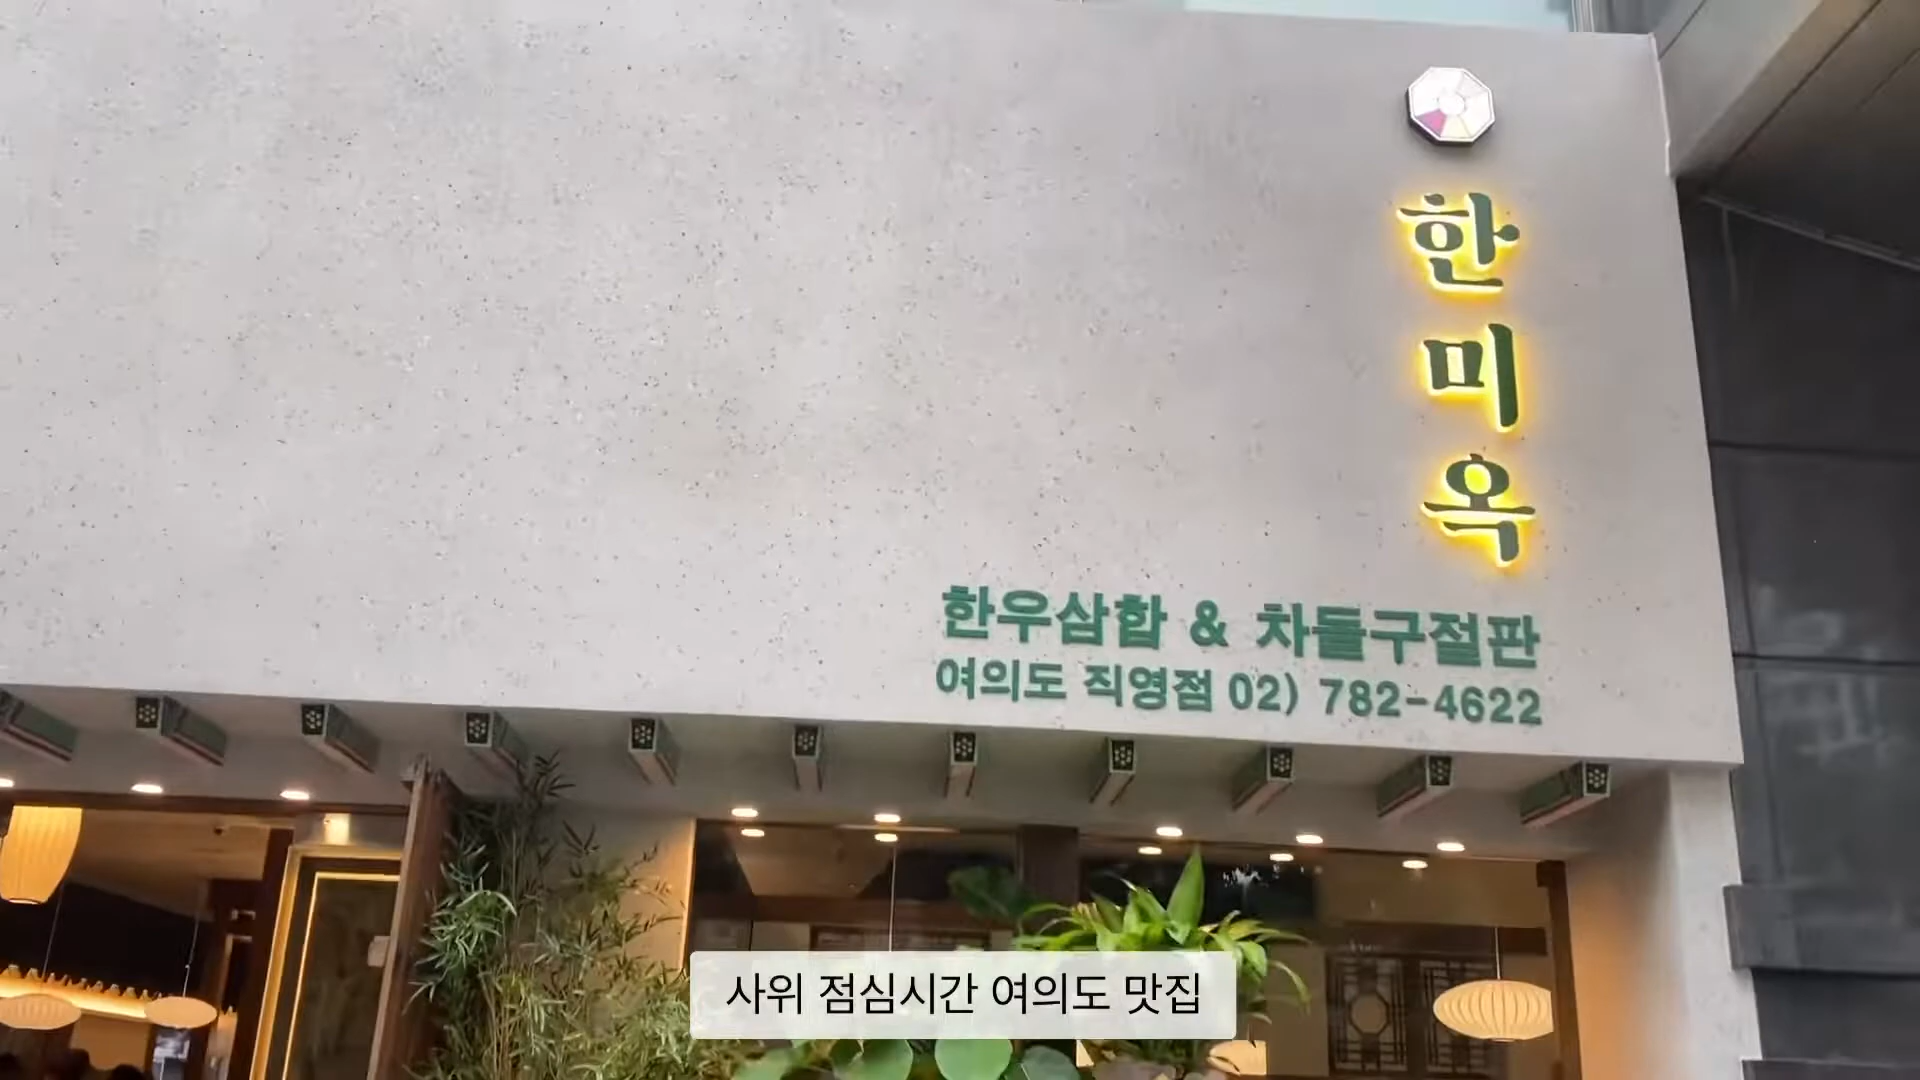 한미옥
한우삼합 & 차돌구절판
여의도 직영점 02) 782-4622
사위 점심시간 여의도 맛집